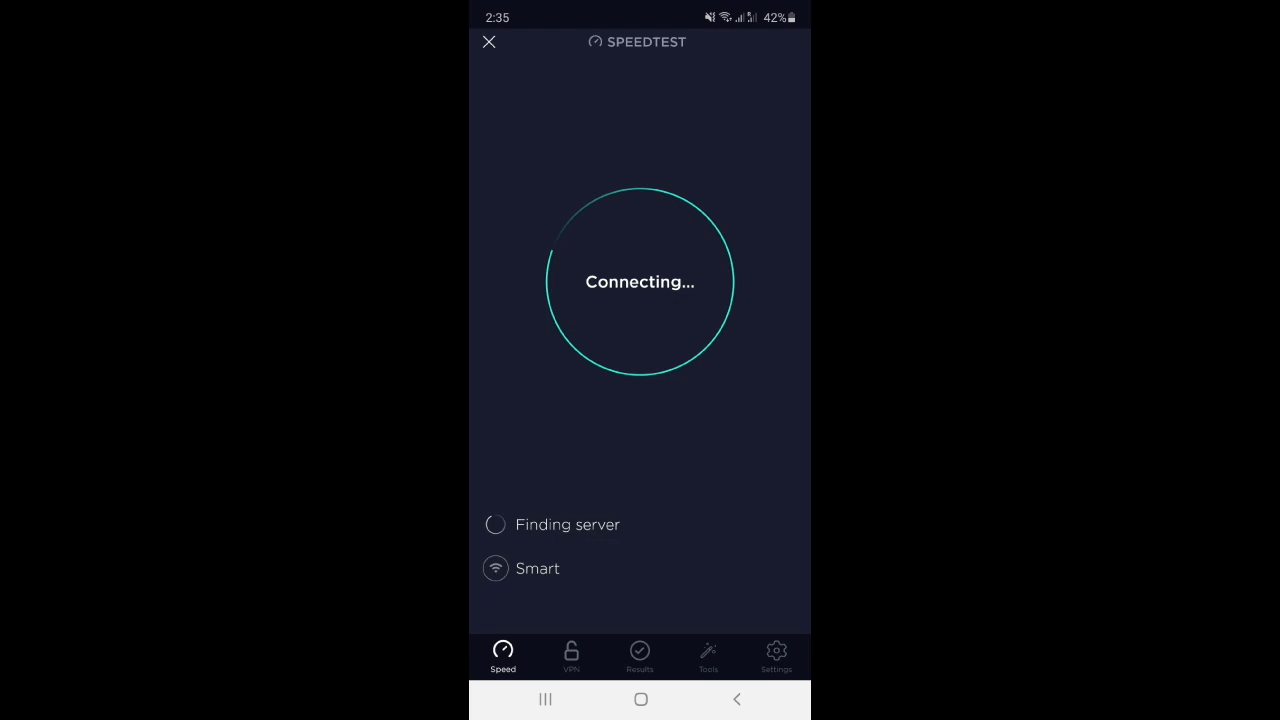 2:35 42%
SPEEDTEST
Connecting...
Finding server
Smart
Speed VPN Results Tools Settings